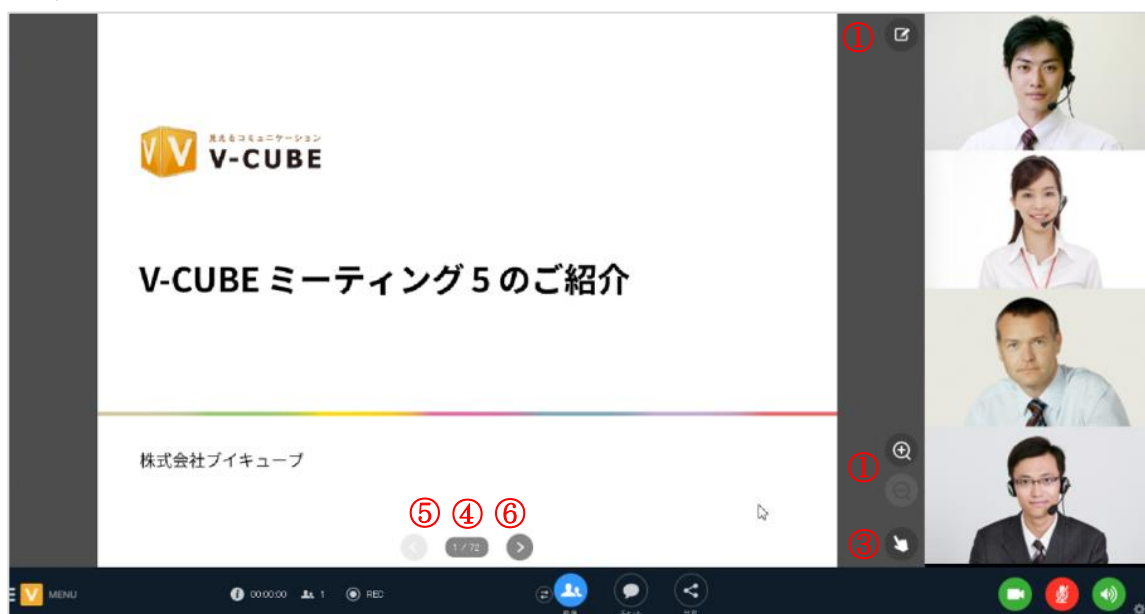 ①
見えるコミュニケーション
V-CUBE
V-CUBE ミーティング 5 のご紹介
株式会社ブイキューブ
①
⑤ ④ ⑥
1 / 72
③
V MENU
00:00:00
1
REC